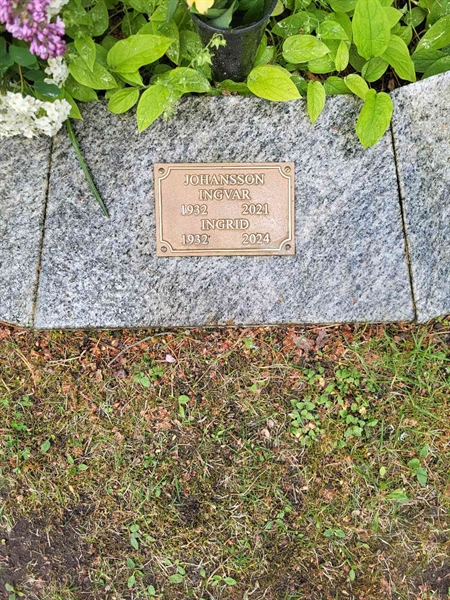 JOHANSSON
INGVAR
1932 2021
INGRID
1932 2024